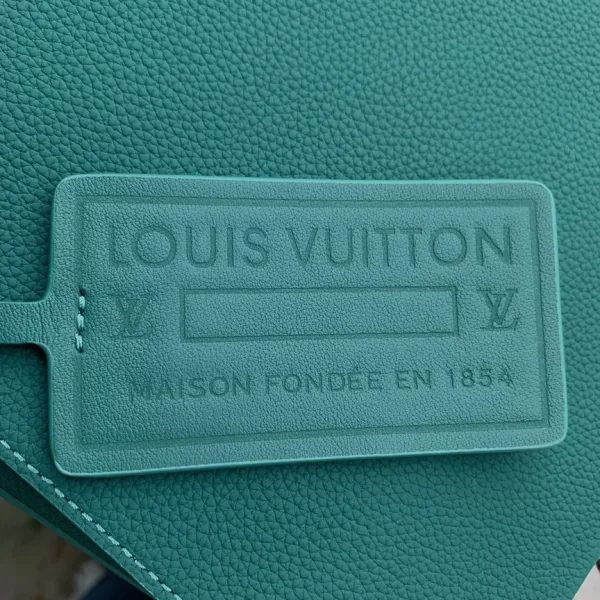 LOUIS VUITTON
LV LV
MAISON FONDÉE EN 1854